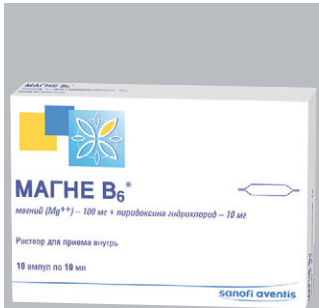 МАГНЕ B₆®
магний (Mg⁺⁺) – 100 мг + пиридоксина гидрохлорид – 10 мг
Раствор для приема внутрь
10 ампул по 10 мл
sanofi aventis